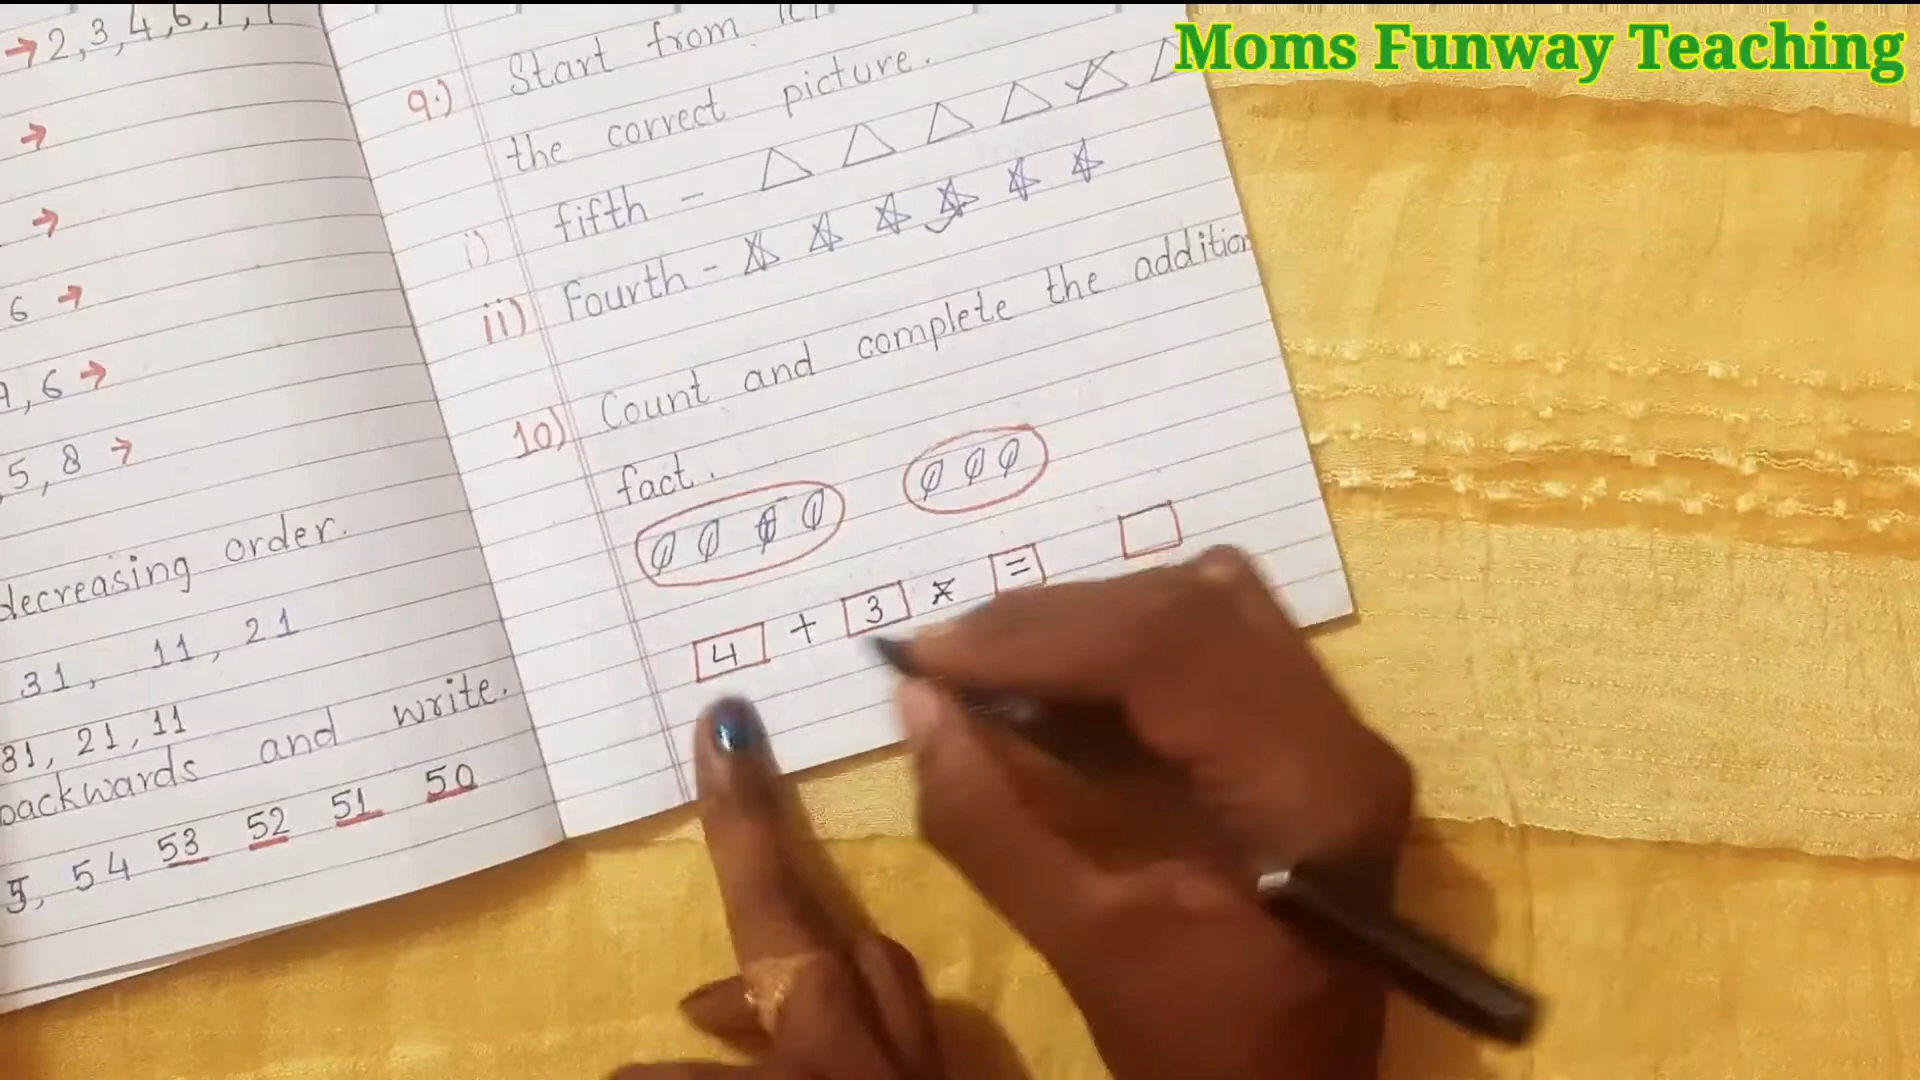 Moms Funway Teaching
→ 2, 3, 4, 6,
→
→
6 →
, 6 →
5, 8 →
decreasing order.
31, 11, 21
31, 21, 11
backwards and write.
54 53 52 51 50
9.) Start from
the correct picture.
i) fifth -
ii) Fourth -
10) Count and complete the addition
fact.
4 + 3 =